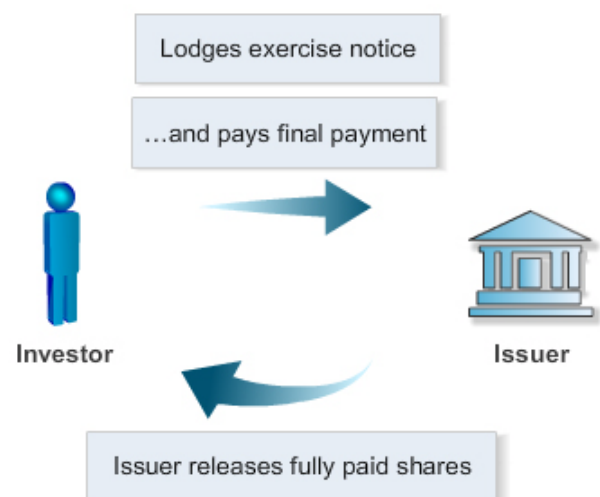 Lodges exercise notice
…and pays final payment
Investor
Issuer
Issuer releases fully paid shares